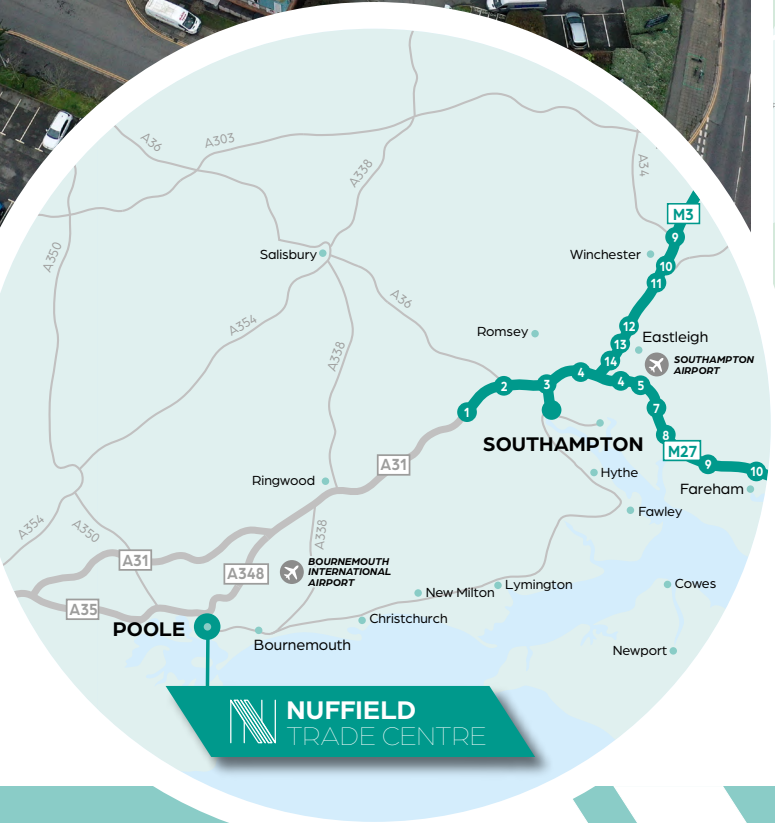 A36
A303
A338
A34
M3
9
A350
Salisbury
Winchester
10
11
A36
A354
12
Romsey
Eastleigh
13
A338
14
SOUTHAMPTON
AIRPORT
4
3
2
4
5
1
7
8
SOUTHAMPTON
M27
A31
9
10
Ringwood
Hythe
Fareham
Fawley
A354
A350
A338
A31
A348
BOURNEMOUTH
INTERNATIONAL
AIRPORT
Lymington
Cowes
New Milton
A35
Christchurch
POOLE
Bournemouth
Newport
NUFFIELD
TRADE CENTRE